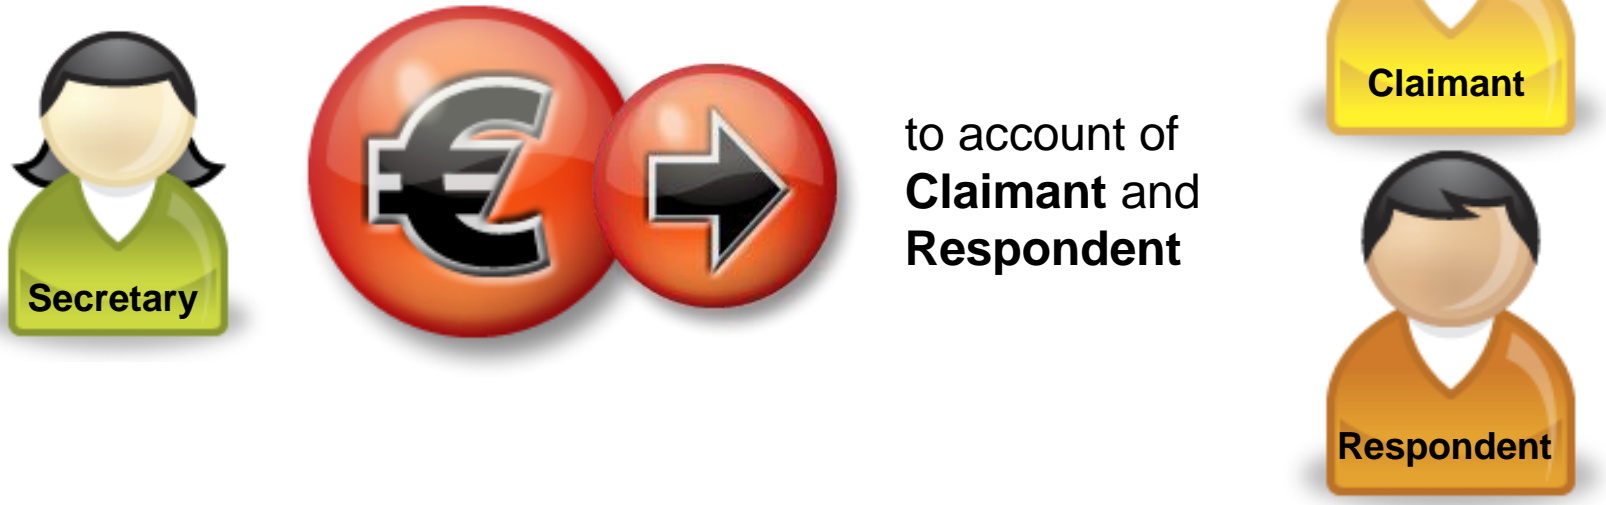 Secretary
to account of
Claimant and
Respondent
Claimant
Respondent